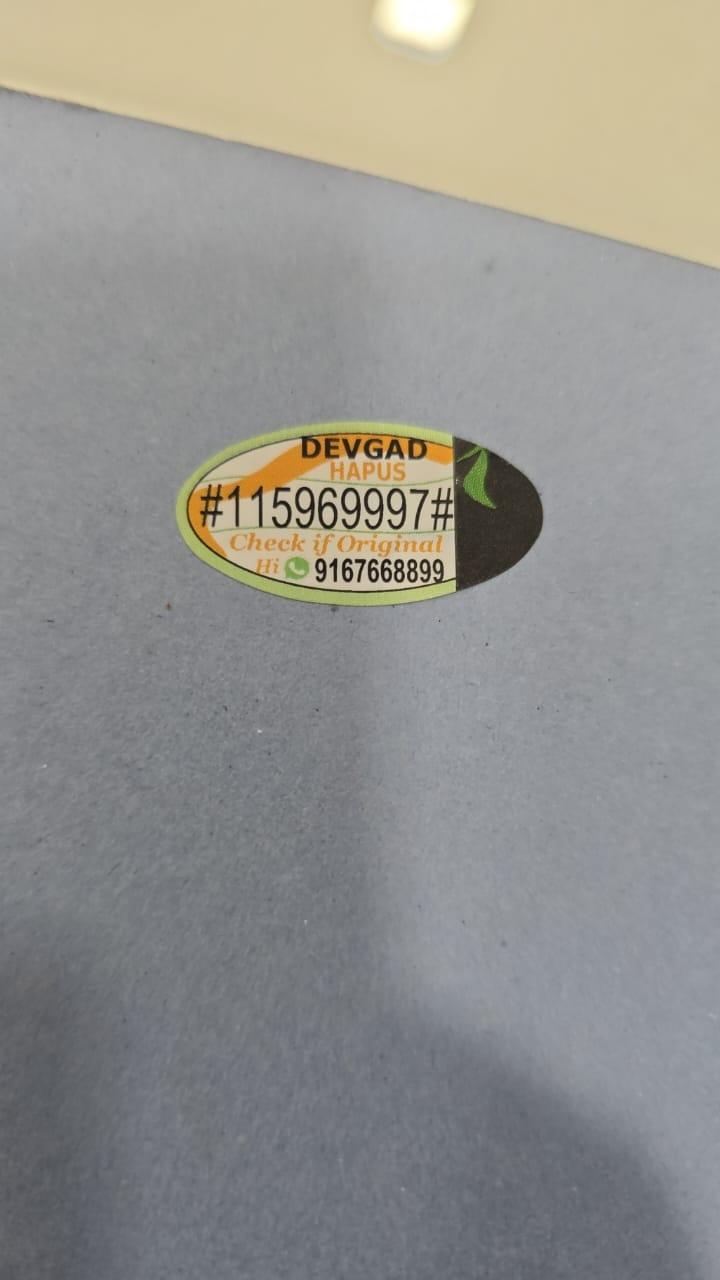 DEVGAD
HAPUS
#115969997#
Check if Original
Hi 9167668899